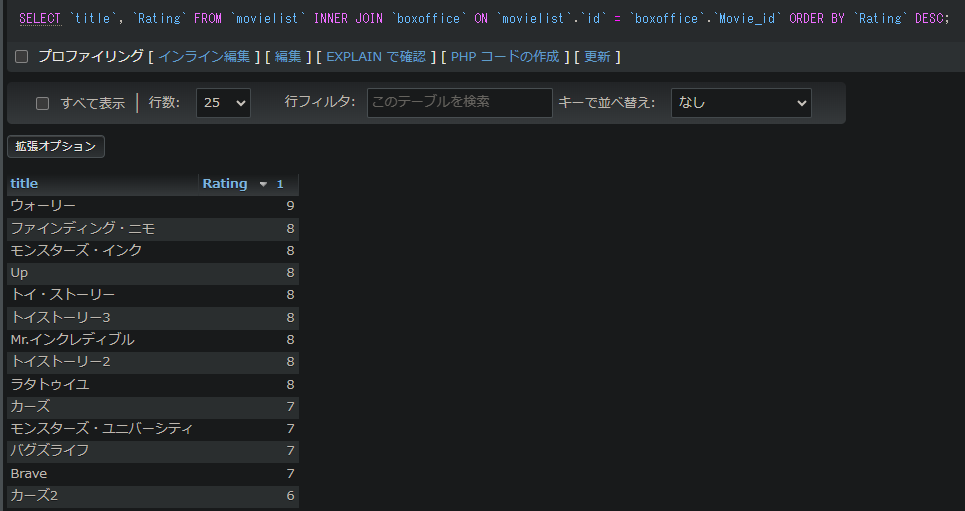 SELECT `title`, `Rating` FROM `movielist` INNER JOIN `boxoffice` ON `movielist`.`id` = `boxoffice`.`Movie_id` ORDER BY `Rating` DESC;
プロファイリング [ インライン編集 ] [ 編集 ] [ EXPLAIN で確認 ] [ PHP コードの作成 ] [ 更新 ]
すべて表示 | 行数: 25 行フィルタ: このテーブルを検索 キーで並べ替え: なし
拡張オプション
title Rating 1
ウォーリー 9
ファインディング・ニモ 8
モンスターズ・インク 8
Up 8
トイ・ストーリー 8
トイストーリー3 8
Mr.インクレディブル 8
トイストーリー2 8
ラタトゥイユ 8
カーズ 7
モンスターズ・ユニバーシティ 7
バグズライフ 7
Brave 7
カーズ2 6